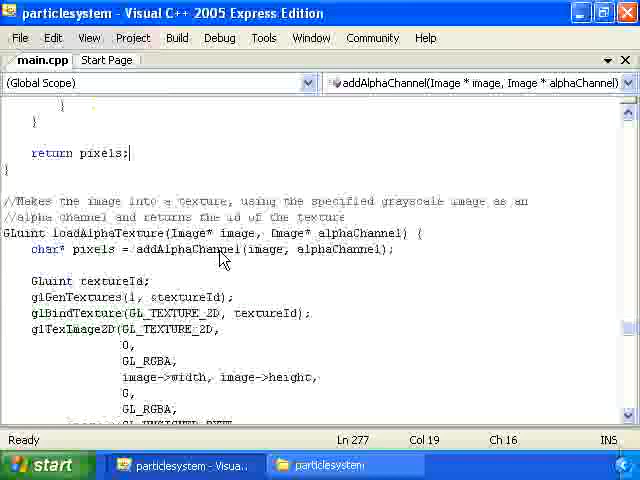 particlesystem - Visual C++ 2005 Express Edition
File Edit View Project Build Debug Tools Window Community Help
main.cpp Start Page
(Global Scope) addAlphaChannel(Image * image, Image * alphaChannel)
}
}
return pixels;
}
//Makes the image into a texture, using the specified grayscale image as an
//alpha channel and returns the id of the texture
GLuint loadAlphaTexture(Image* image, Image* alphaChannel) {
char* pixels = addAlphaChannel(image, alphaChannel);
GLuint textureId;
glGenTextures(1, &textureId);
glBindTexture(GL_TEXTURE_2D, textureId);
glTexImage2D(GL_TEXTURE_2D,
0,
GL_RGBA,
image->width, image->height,
0,
GL_RGBA,
Ready Ln 277 Col 19 Ch 16 INS
start particlesystem - Visua... particlesystem